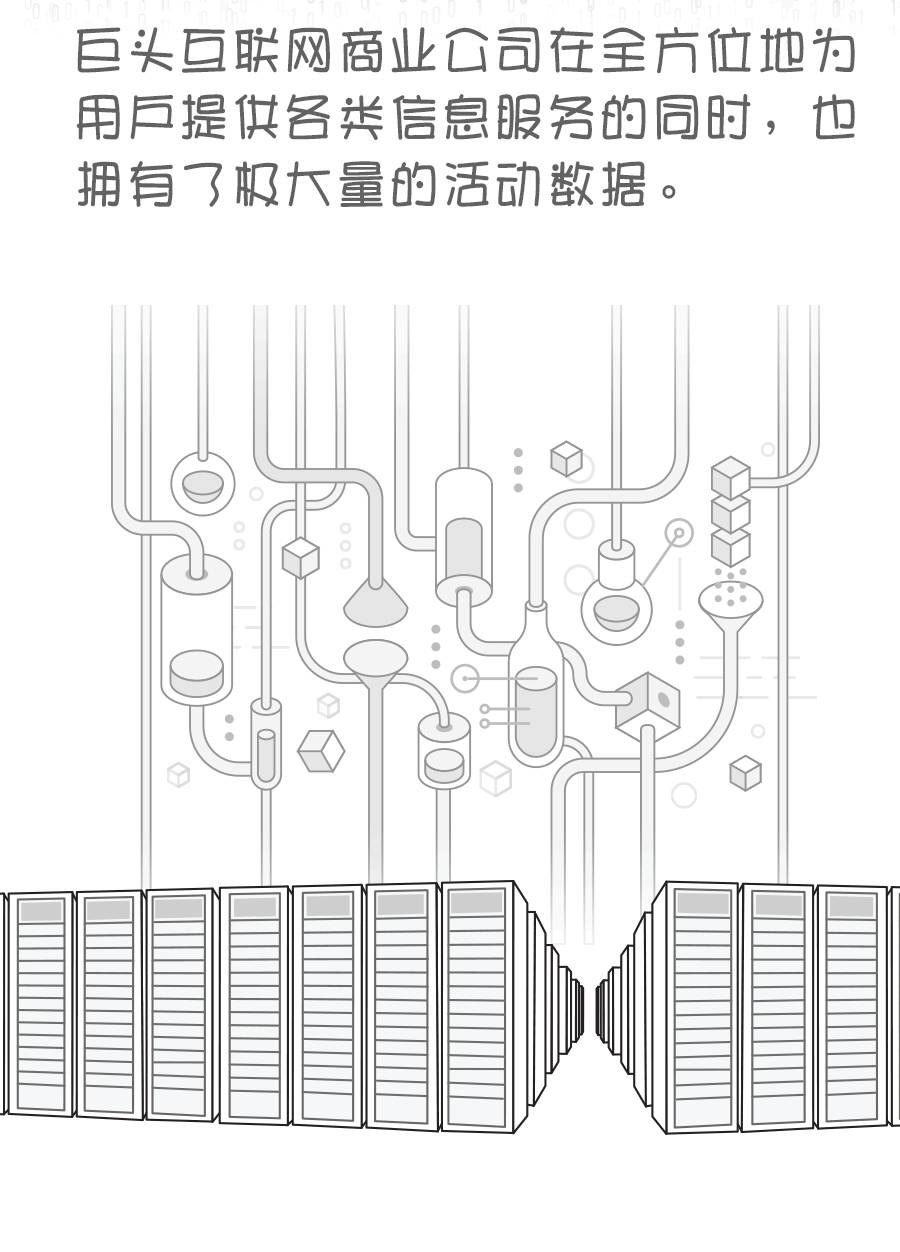 巨头互联网商业公司在全方位地为
用户提供各类信息服务的同时，也
拥有了极大量的活动数据。